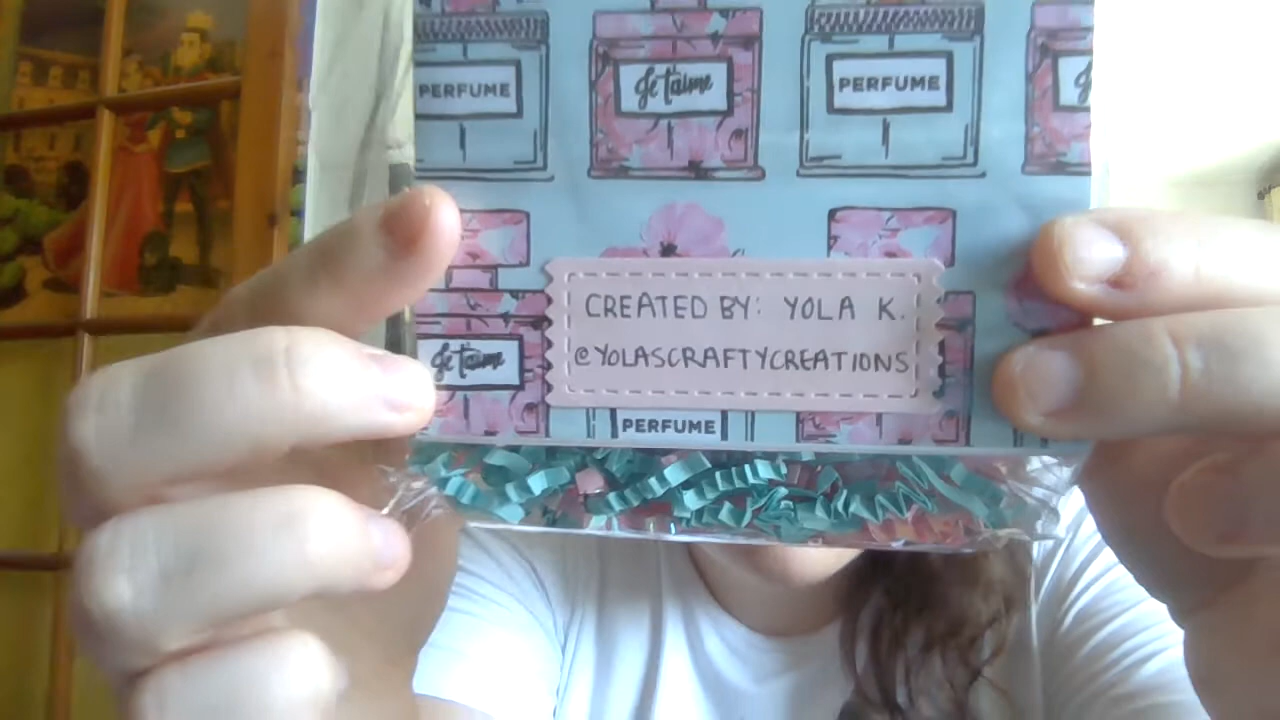 PERFUME
Je t'aime
PERFUME
CREATED BY: YOLA K.
@YOLASCRAFTYCREATIONS
Je t'aime
PERFUME